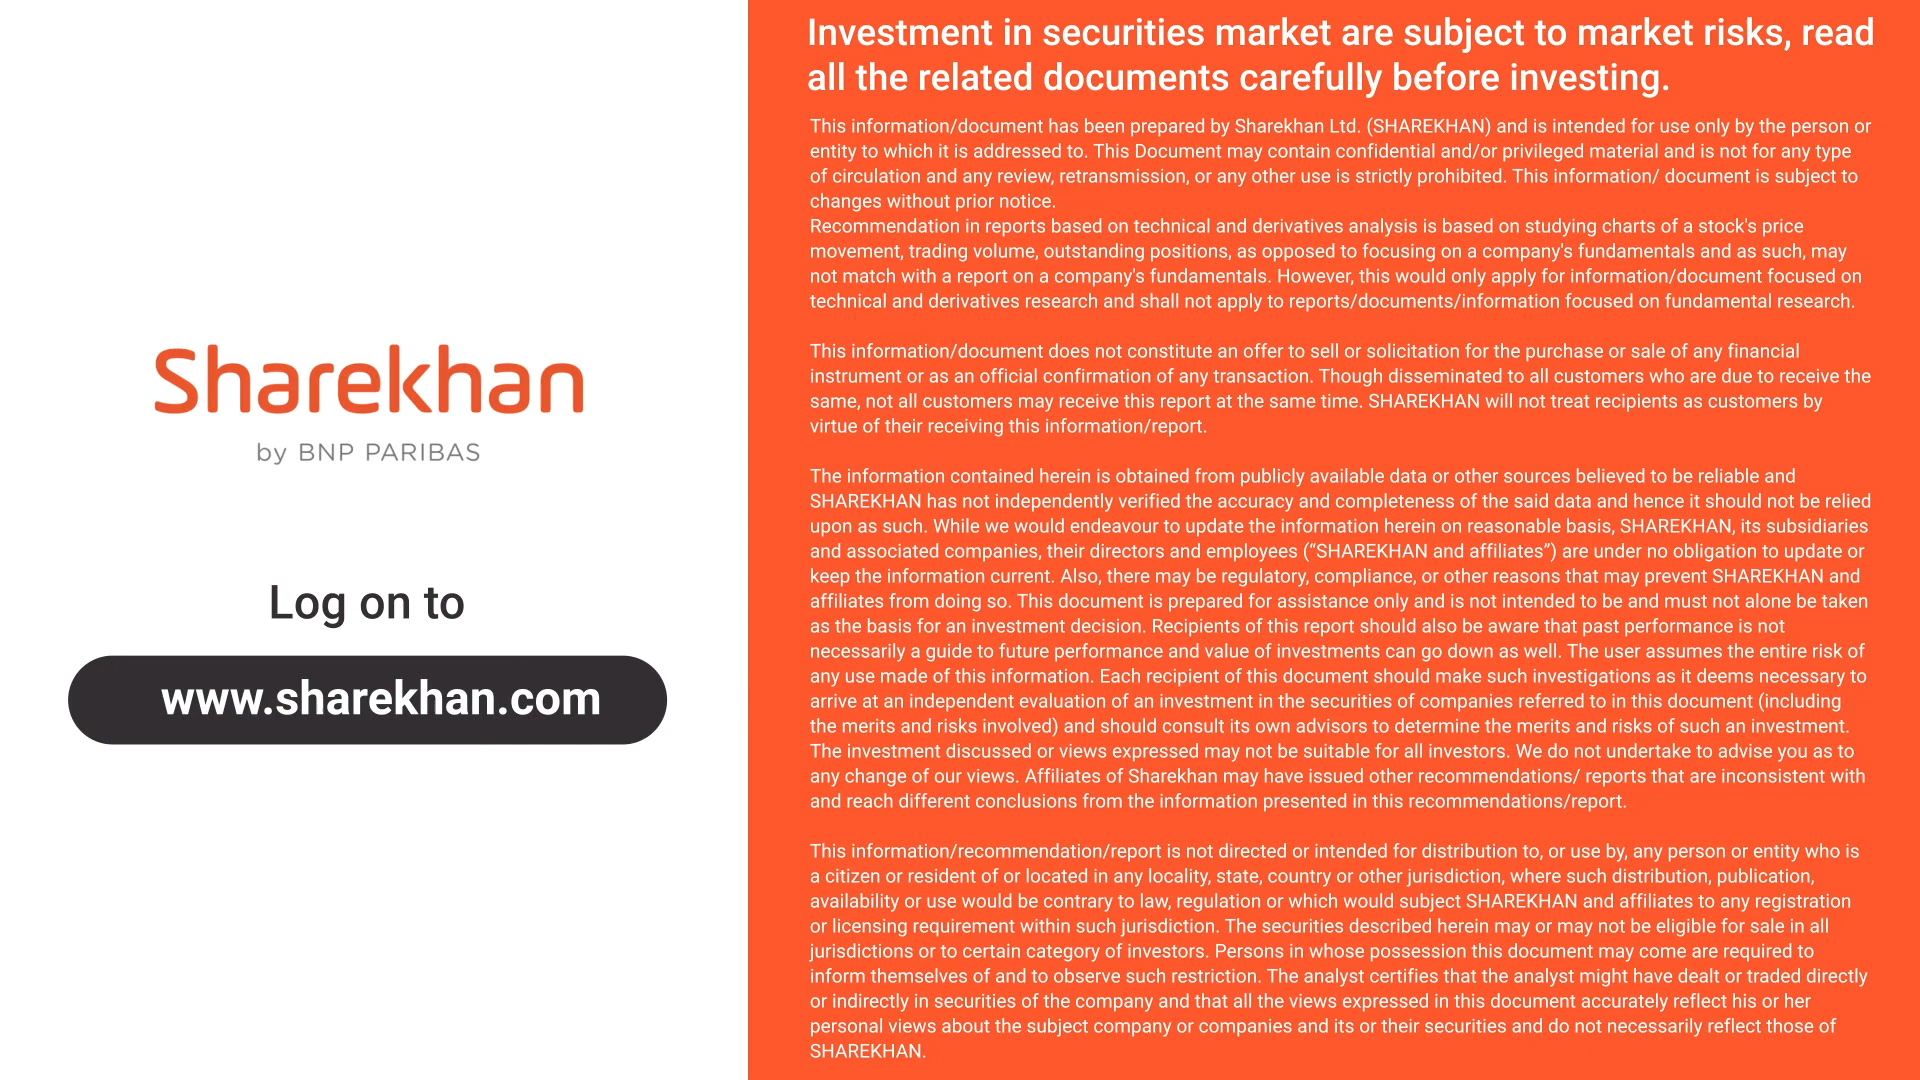 Sharekhan
by BNP PARIBAS
Log on to
www.sharekhan.com
Investment in securities market are subject to market risks, read
all the related documents carefully before investing.
This information/document has been prepared by Sharekhan Ltd. (SHAREKHAN) and is intended for use only by the person or
entity to which it is addressed to. This Document may contain confidential and/or privileged material and is not for any type
of circulation and any review, retransmission, or any other use is strictly prohibited. This information/ document is subject to
changes without prior notice.
Recommendation in reports based on technical and derivatives analysis is based on studying charts of a stock's price
movement, trading volume, outstanding positions, as opposed to focusing on a company's fundamentals and as such, may
not match with a report on a company's fundamentals. However, this would only apply for information/document focused on
technical and derivatives research and shall not apply to reports/documents/information focused on fundamental research.
This information/document does not constitute an offer to sell or solicitation for the purchase or sale of any financial
instrument or as an official confirmation of any transaction. Though disseminated to all customers who are due to receive the
same, not all customers may receive this report at the same time. SHAREKHAN will not treat recipients as customers by
virtue of their receiving this information/report.
The information contained herein is obtained from publicly available data or other sources believed to be reliable and
SHAREKHAN has not independently verified the accuracy and completeness of the said data and hence it should not be relied
upon as such. While we would endeavour to update the information herein on reasonable basis, SHAREKHAN, its subsidiaries
and associated companies, their directors and employees (“SHAREKHAN and affiliates”) are under no obligation to update or
keep the information current. Also, there may be regulatory, compliance, or other reasons that may prevent SHAREKHAN and
affiliates from doing so. This document is prepared for assistance only and is not intended to be and must not alone be taken
as the basis for an investment decision. Recipients of this report should also be aware that past performance is not
necessarily a guide to future performance and value of investments can go down as well. The user assumes the entire risk of
any use made of this information. Each recipient of this document should make such investigations as it deems necessary to
arrive at an independent evaluation of an investment in the securities of companies referred to in this document (including
the merits and risks involved) and should consult its own advisors to determine the merits and risks of such an investment.
The investment discussed or views expressed may not be suitable for all investors. We do not undertake to advise you as to
any change of our views. Affiliates of Sharekhan may have issued other recommendations/ reports that are inconsistent with
and reach different conclusions from the information presented in this recommendations/report.
This information/recommendation/report is not directed or intended for distribution to, or use by, any person or entity who is
a citizen or resident of or located in any locality, state, country or other jurisdiction, where such distribution, publication,
availability or use would be contrary to law, regulation or which would subject SHAREKHAN and affiliates to any registration
or licensing requirement within such jurisdiction. The securities described herein may or may not be eligible for sale in all
jurisdictions or to certain category of investors. Persons in whose possession this document may come are required to
inform themselves of and to observe such restriction. The analyst certifies that the analyst might have dealt or traded directly
or indirectly in securities of the company and that all the views expressed in this document accurately reflect his or her
personal views about the subject company or companies and its or their securities and do not necessarily reflect those of
SHAREKHAN.